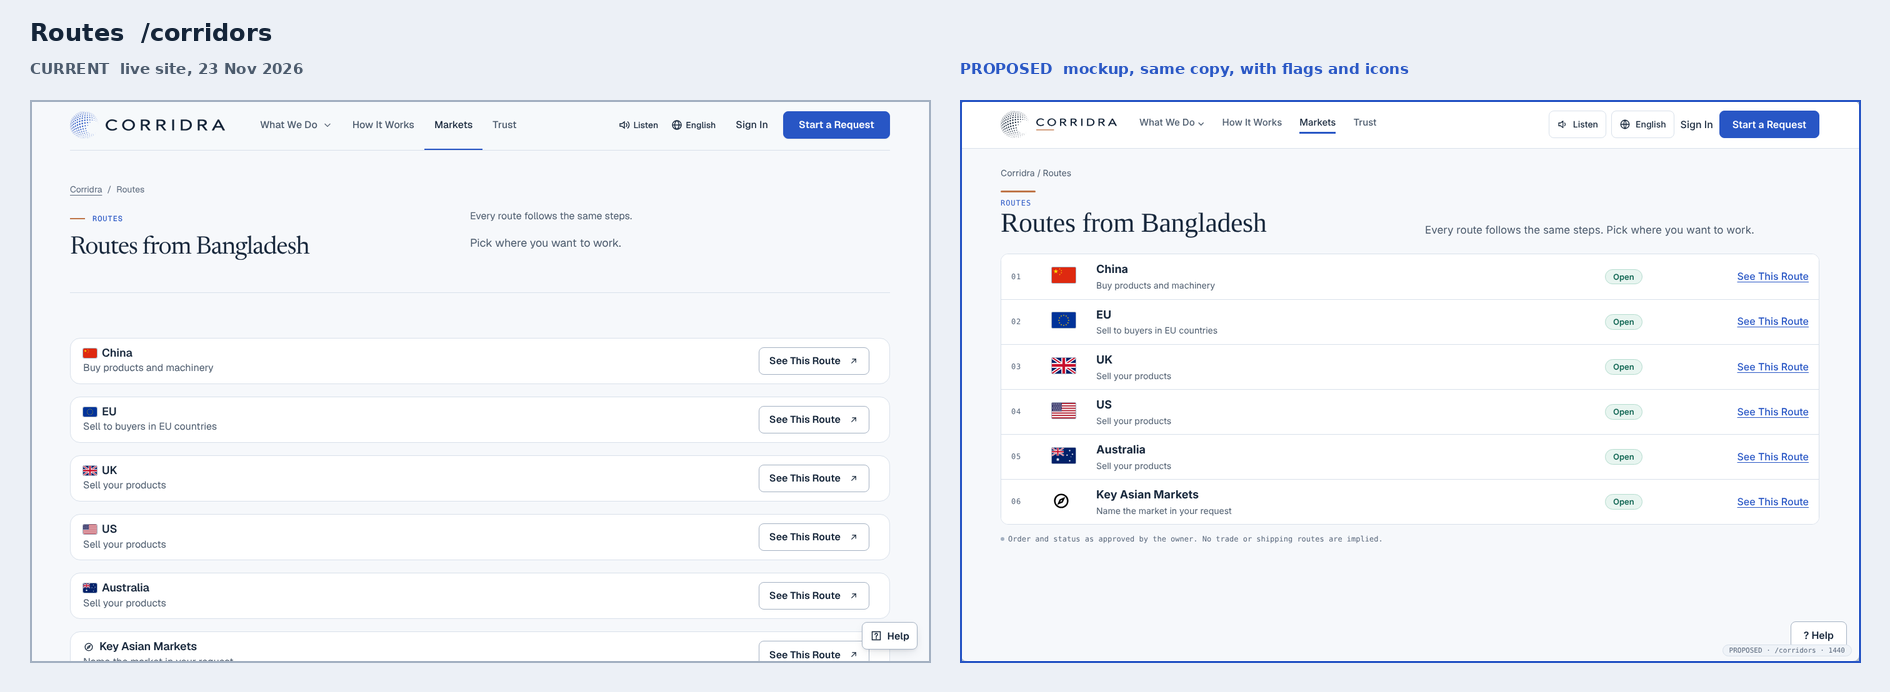 Routes /corridors
CURRENT live site, 23 Nov 2026
CORRIDRA What We Do How It Works Markets Trust Listen English Sign In Start a Request
Corridra / Routes
ROUTES
Routes from Bangladesh
Every route follows the same steps.
Pick where you want to work.
China
Buy products and machinery
See This Route
EU
Sell to buyers in EU countries
See This Route
UK
Sell your products
See This Route
US
Sell your products
See This Route
Australia
Sell your products
See This Route
Key Asian Markets
Name the market in your request
See This Route
Help
PROPOSED mockup, same copy, with flags and icons
CORRIDRA What We Do How It Works Markets Trust Listen English Sign In Start a Request
Corridra / Routes
ROUTES
Routes from Bangladesh
Every route follows the same steps. Pick where you want to work.
01 China Open See This Route
Buy products and machinery
02 EU Open See This Route
Sell to buyers in EU countries
03 UK Open See This Route
Sell your products
04 US Open See This Route
Sell your products
05 Australia Open See This Route
Sell your products
06 Key Asian Markets Open See This Route
Name the market in your request
※ Order and status as approved by the owner. No trade or shipping routes are implied.
? Help
PROPOSED · /corridors · 1440